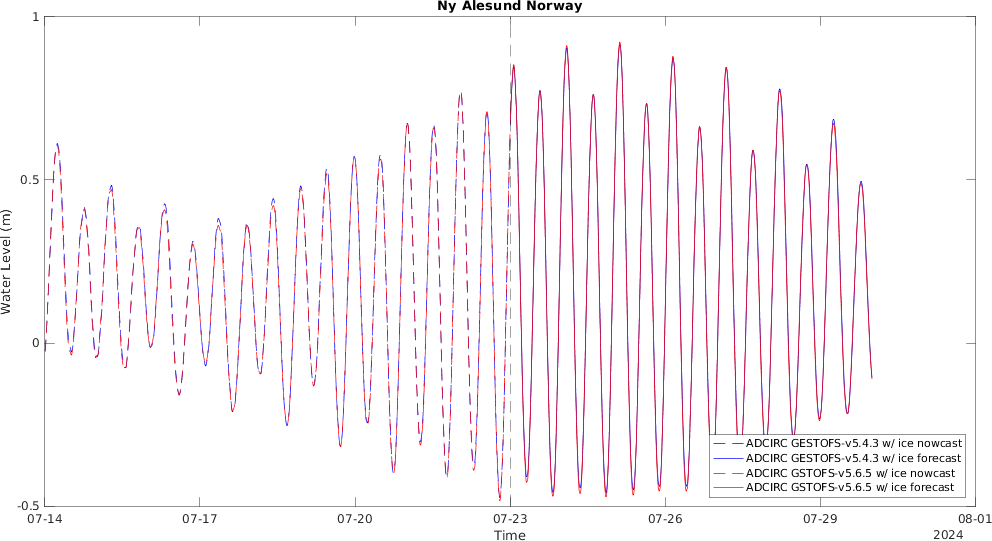 Ny Alesund Norway
Water Level (m)
1
0.5
0
-0.5
07-14 07-17 07-20 07-23 07-26 07-29 08-01
Time
2024
ADCIRC GESTOFS-v5.4.3 w/ ice nowcast
ADCIRC GESTOFS-v5.4.3 w/ ice forecast
ADCIRC GSTOFS-v5.6.5 w/ ice nowcast
ADCIRC GSTOFS-v5.6.5 w/ ice forecast